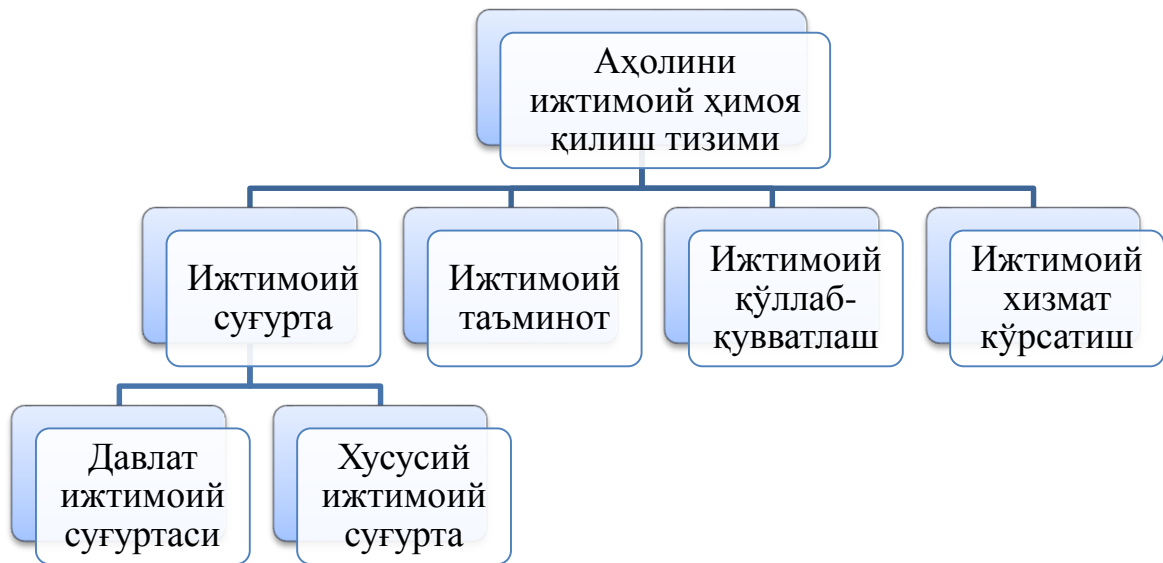 Аҳолини
ижтимоий ҳимоя
қилиш тизими
Ижтимоий
суғурта
Ижтимоий
таъминот
Ижтимоий
қўллаб-
қувватлаш
Ижтимоий
хизмат
кўрсатиш
Давлат
ижтимоий
суғуртаси
Хусусий
ижтимоий
суғурта